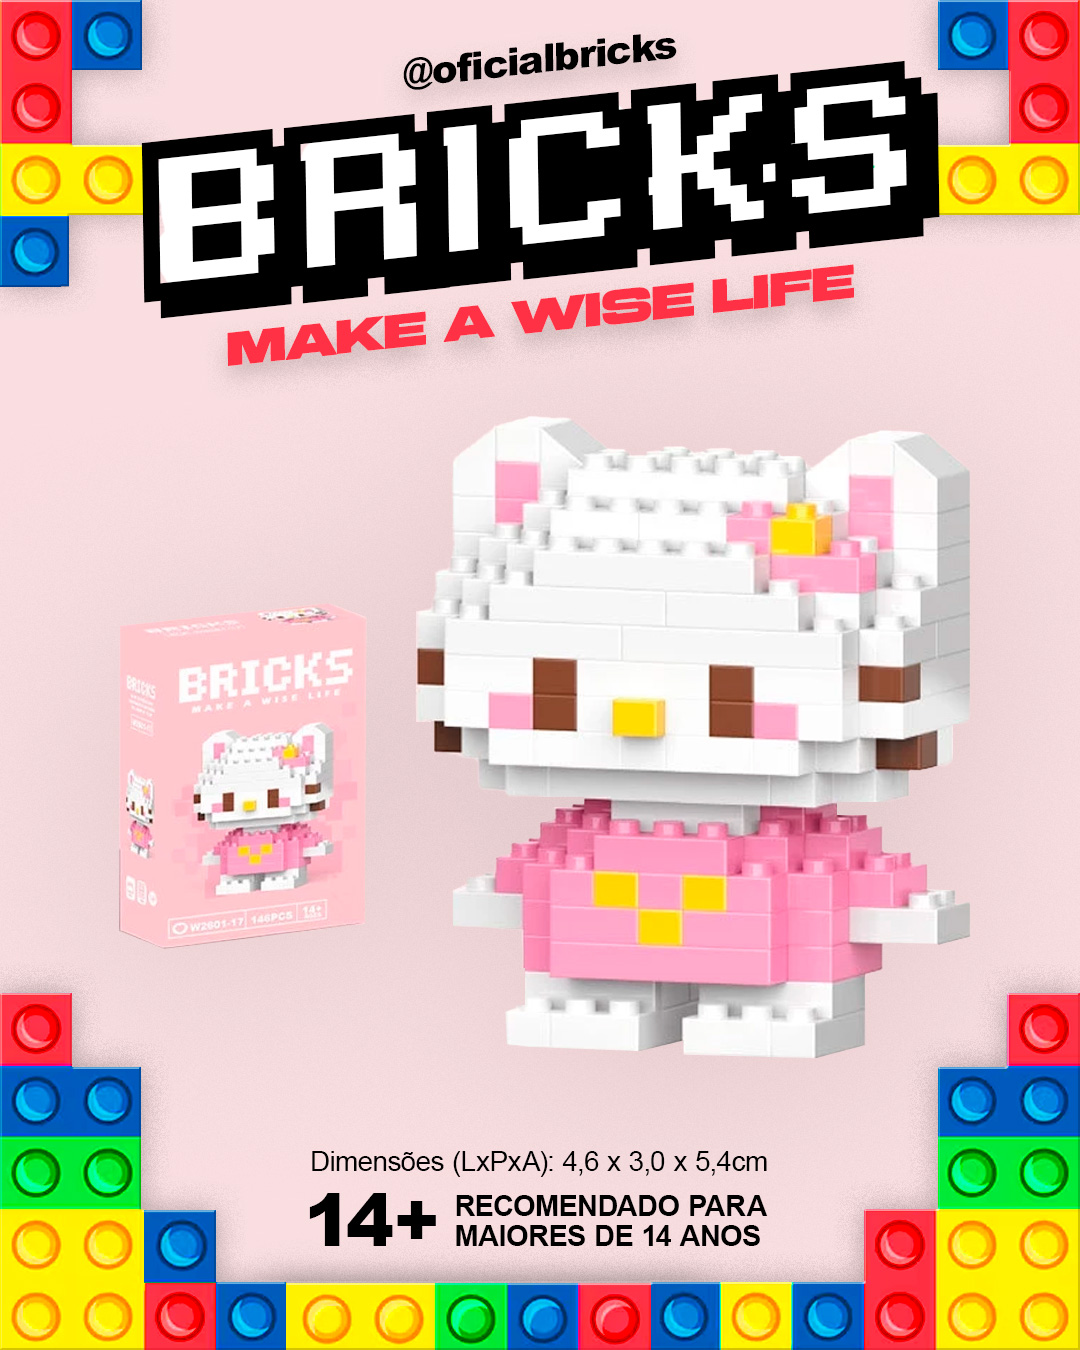 @oficialbricks
BRICKS
MAKE A WISE LIFE
BRICKS
BRICKS
MAKE A WISE LIFE
W2601-17
146PCS
14+
Dimensões (LxPxA): 4,6 x 3,0 x 5,4cm
14+
RECOMENDADO PARA
MAIORES DE 14 ANOS